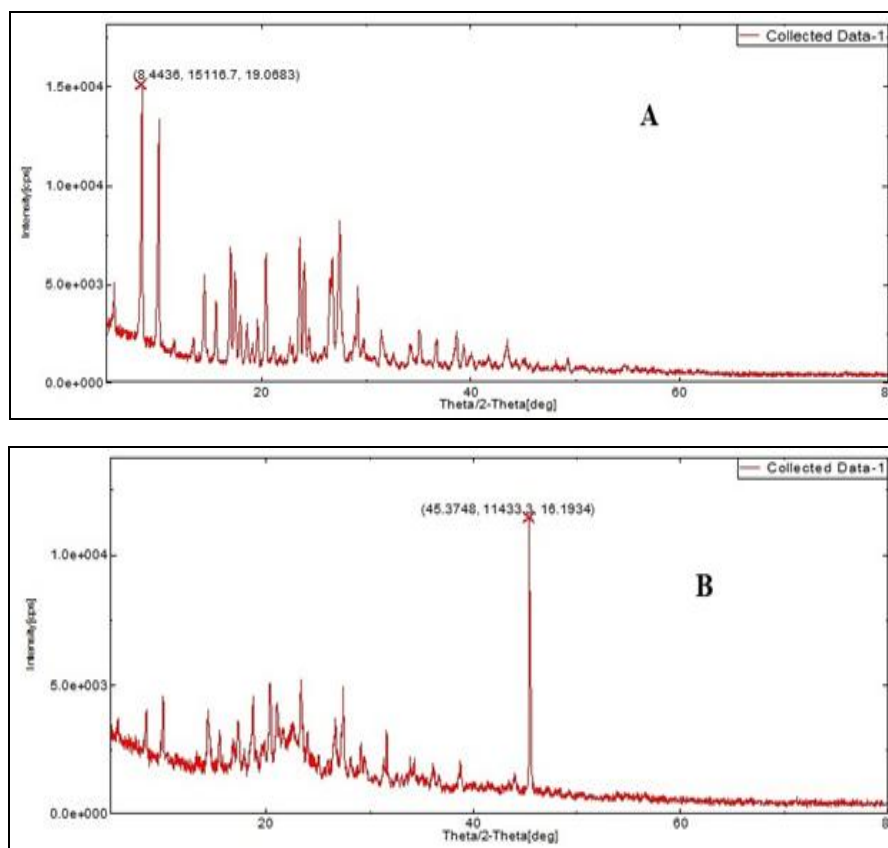 Collected Data-1
(8.4436, 15116.7, 19.0683)
A
1.5e+004
1.0e+004
5.0e+003
0.0e+000
Intensity[cps]
20
40
60
8
Theta/2-Theta[deg]
Collected Data-1
(45.3748, 11433.3, 16.1934)
B
1.0e+004
5.0e+003
0.0e+000
Intensity[cps]
20
40
60
8
Theta/2-Theta[deg]